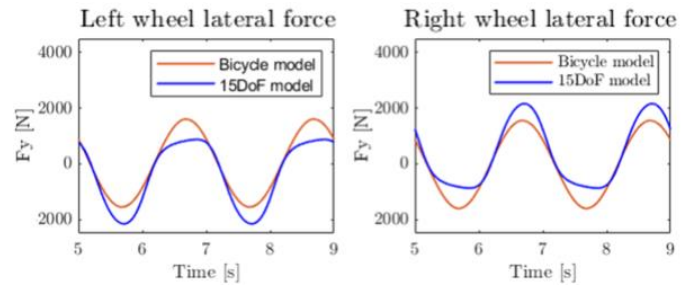 Left wheel lateral force
4000
2000
0
2000
Fy [N]
Bicycle model
15DoF model
5 6 7 8 9
Time [s]
Right wheel lateral force
4000
2000
0
2000
Fy [N]
Bicycle model
15DoF model
5 6 7 8 9
Time [s]